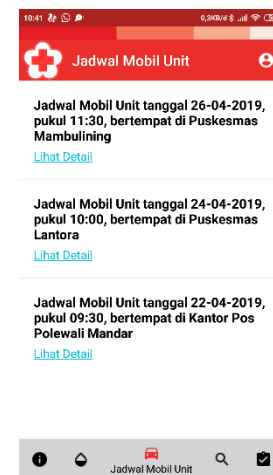 10:41
0,3KB/d
Jadwal Mobil Unit
Jadwal Mobil Unit tanggal 26-04-2019,
pukul 11:30, bertempat di Puskesmas
Mambulining
Lihat Detail
Jadwal Mobil Unit tanggal 24-04-2019,
pukul 10:00, bertempat di Puskesmas
Lantora
Lihat Detail
Jadwal Mobil Unit tanggal 22-04-2019,
pukul 09:30, bertempat di Kantor Pos
Polewali Mandar
Lihat Detail
Jadwal Mobil Unit